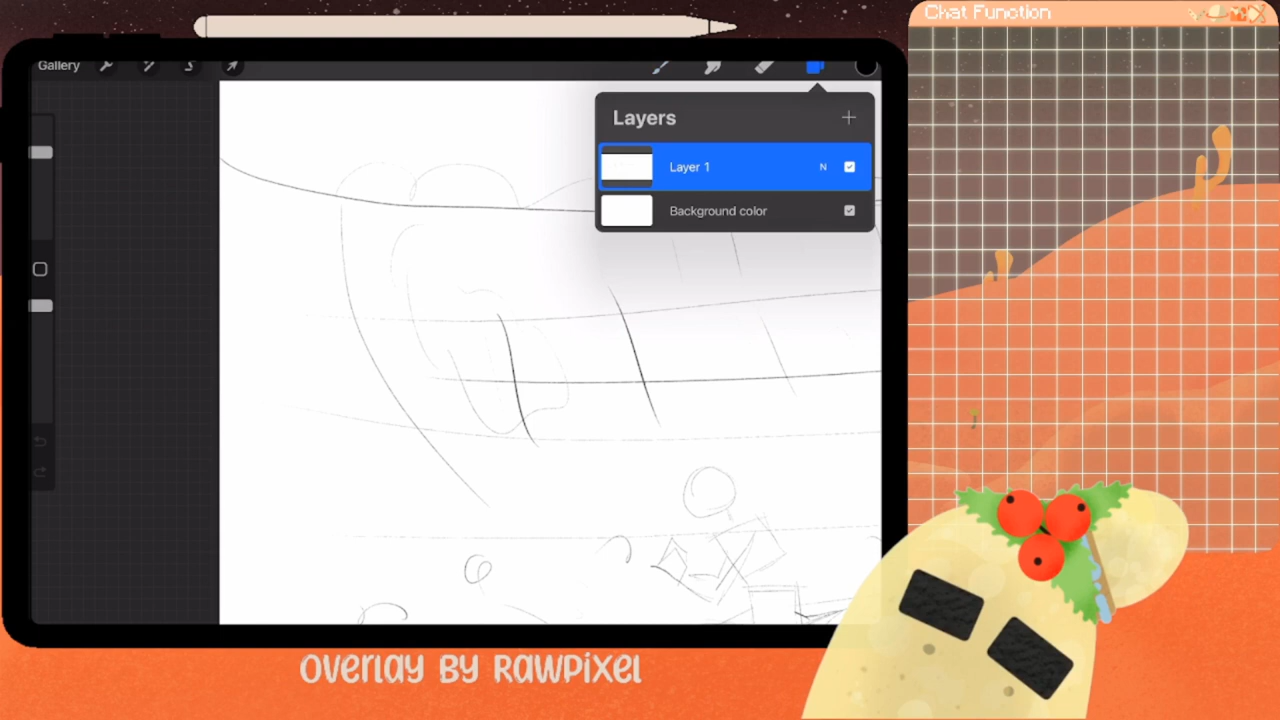 Chat Function
Gallery
Layers
Layer 1
N
Background color
OVERLAY BY RAWPIXEL